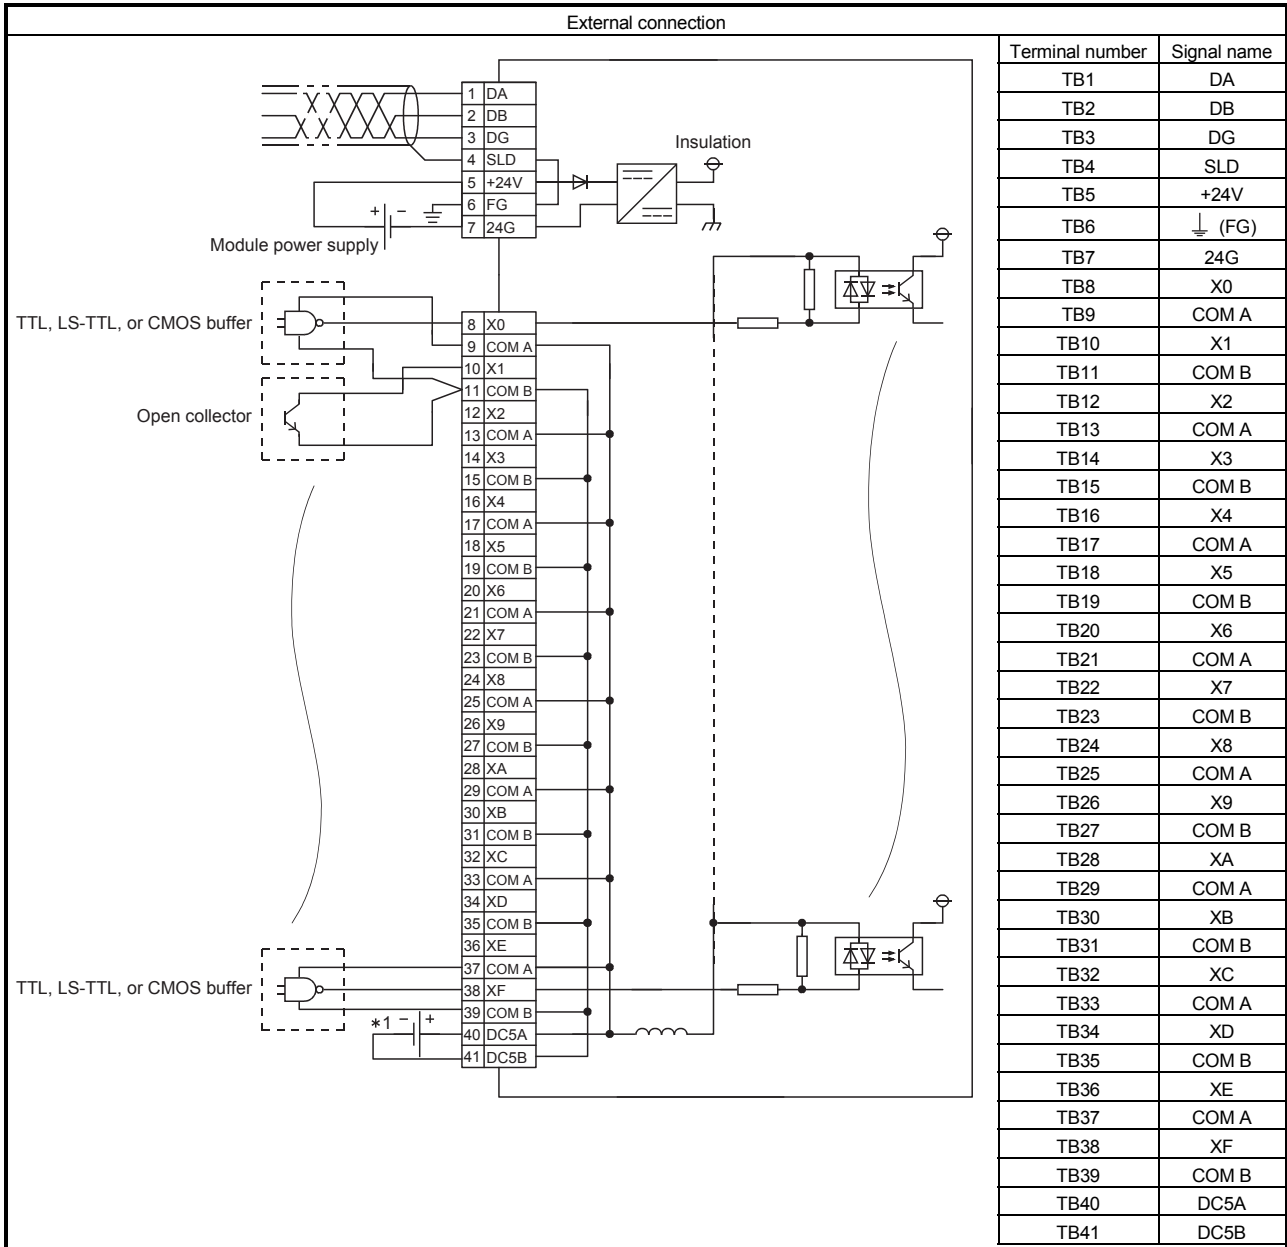 External connection
1 DA
2 DB
3 DG
4 SLD
5 +24V
6 FG
7 24G
Insulation
+ −
Module power supply
TTL, LS-TTL, or CMOS buffer
Open collector
8 X0
9 COM A
10 X1
11 COM B
12 X2
13 COM A
14 X3
15 COM B
16 X4
17 COM A
18 X5
19 COM B
20 X6
21 COM A
22 X7
23 COM B
24 X8
25 COM A
26 X9
27 COM B
28 XA
29 COM A
30 XB
31 COM B
32 XC
33 COM A
34 XD
35 COM B
36 XE
37 COM A
38 XF
39 COM B
40 DC5A
41 DC5B
TTL, LS-TTL, or CMOS buffer
*1 − +
Terminal number Signal name
TB1 DA
TB2 DB
TB3 DG
TB4 SLD
TB5 +24V
TB6 (FG)
TB7 24G
TB8 X0
TB9 COM A
TB10 X1
TB11 COM B
TB12 X2
TB13 COM A
TB14 X3
TB15 COM B
TB16 X4
TB17 COM A
TB18 X5
TB19 COM B
TB20 X6
TB21 COM A
TB22 X7
TB23 COM B
TB24 X8
TB25 COM A
TB26 X9
TB27 COM B
TB28 XA
TB29 COM A
TB30 XB
TB31 COM B
TB32 XC
TB33 COM A
TB34 XD
TB35 COM B
TB36 XE
TB37 COM A
TB38 XF
TB39 COM B
TB40 DC5A
TB41 DC5B